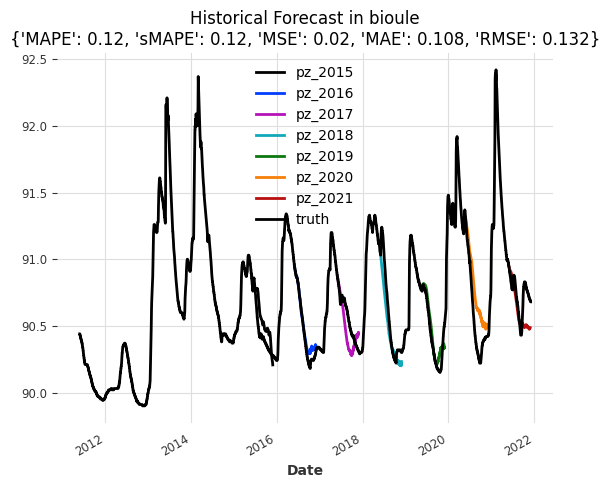 Historical Forecast in bioule
{'MAPE': 0.12, 'sMAPE': 0.12, 'MSE': 0.02, 'MAE': 0.108, 'RMSE': 0.132}
92.5
92.0
91.5
91.0
90.5
90.0
pz_2015
pz_2016
pz_2017
pz_2018
pz_2019
pz_2020
pz_2021
truth
2012
2014
2016
2018
2020
2022
Date